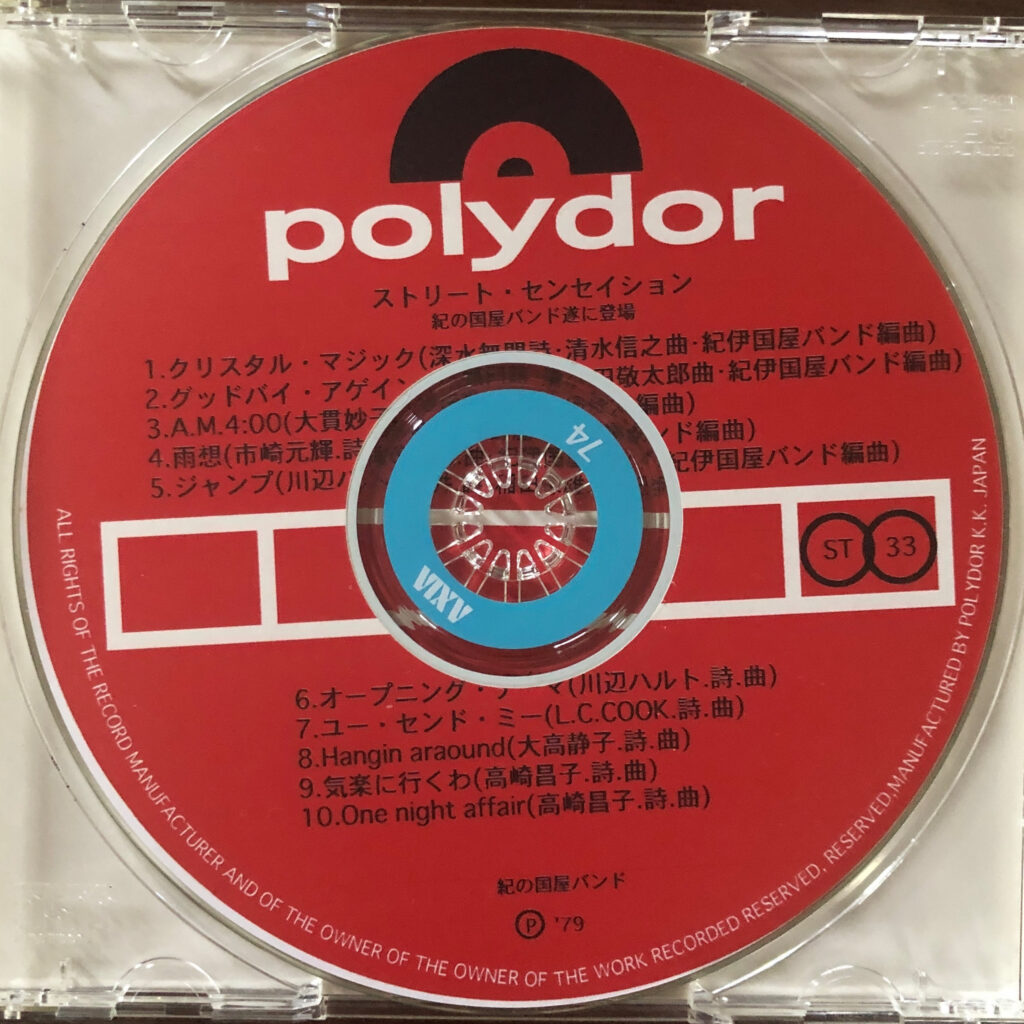 polydor
ストリート・センセイション
紀の国屋バンド遂に登場
1.クリスタル・マジック(深水無門詩・清水信之曲・紀伊国屋バンド編曲)
2.グッドバイ・アゲイン 敬太郎曲・紀伊国屋バンド編曲)
3.A.M.4:00(大貫妙子 編曲)
4.雨想(市崎元輝.詩 ンド編曲)
5.ジャンプ(川辺ハ 紀伊国屋バンド編曲)
74
AXIA
ST 33
6.オープニング・ マ(川辺ハルト.詩.曲)
7.ユー・センド・ミー(L.C.COOK.詩.曲)
8.Hangin araound(大高静子.詩.曲)
9.気楽に行くわ(高崎昌子.詩.曲)
10.One night affair(高崎昌子.詩.曲)
紀の国屋バンド
Ⓟ '79
ALL RIGHTS OF THE RECORD MANUFACTURER AND OF THE OWNER OF THE OWNER OF THE WORK RECORDED RESERVED, RESERVED,MANUFACTURED BY POLYDOR K.K. JAPAN